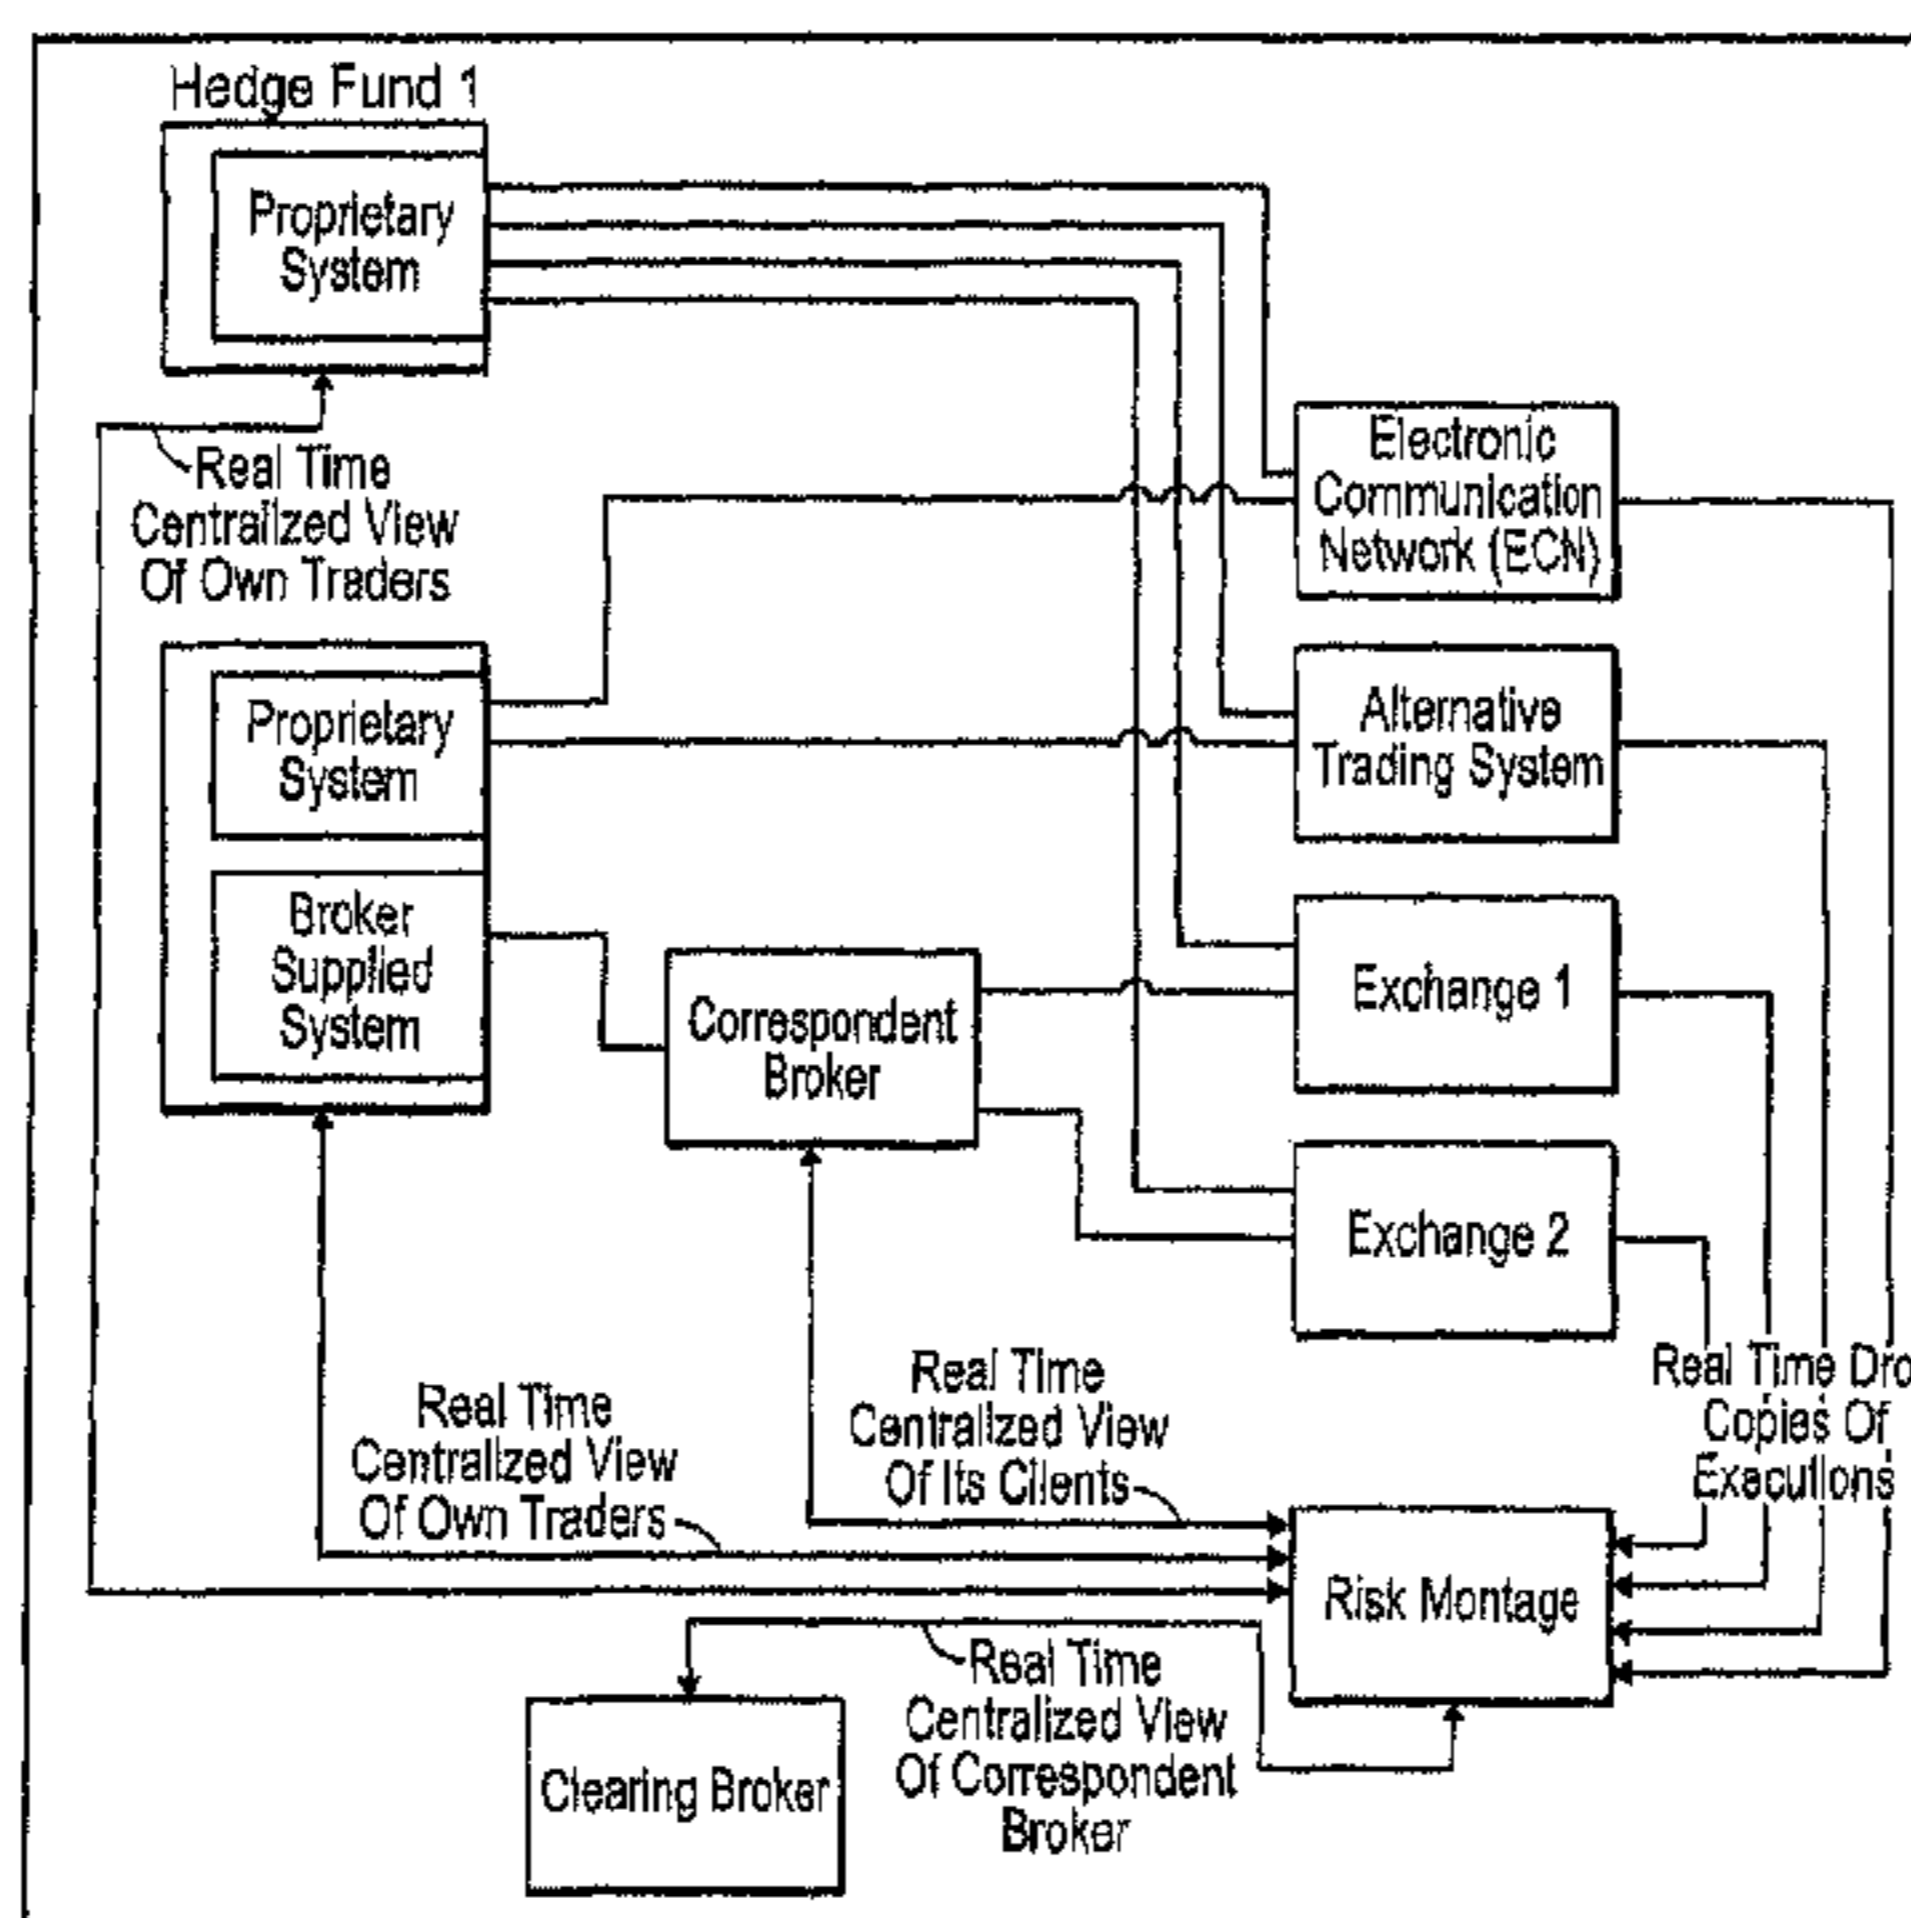 Hedge Fund 1
Proprietary
System
Real Time
Centralized View
Of Own Traders
Electronic
Communication
Network (ECN)
Proprietary
System
Alternative
Trading System
Broker
Supplied
System
Correspondent
Broker
Exchange 1
Exchange 2
Real Time
Centralized View
Of Own Traders
Real Time
Centralized View
Of Its Clients
Real Time Dro
Copies Of
Executions
Risk Montage
Real Time
Centralized View
Of Correspondent
Broker
Clearing Broker